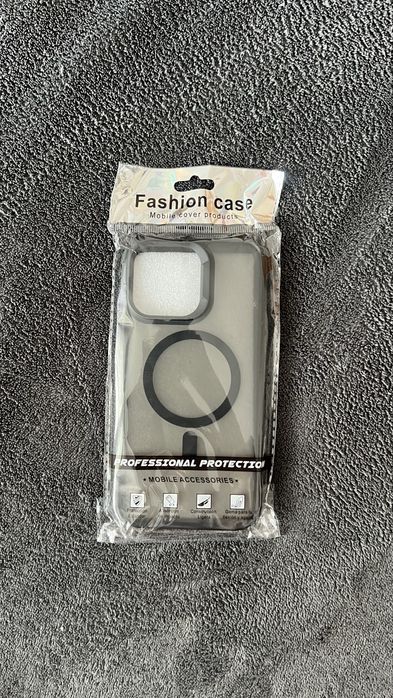 Fashion case
Mobile cover products
PROFESSIONAL PROTECTION
★ MOBILE ACCESSORIES ★